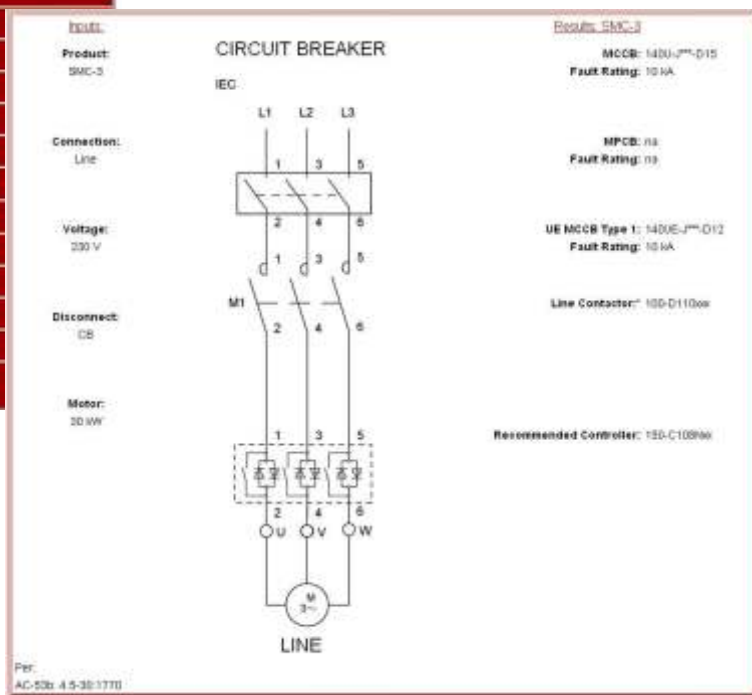 Inputs:
Product:
SMC-3
Connection:
Line
Voltage:
230 V
Disconnect:
CB
Motor:
30 kW
CIRCUIT BREAKER
IEC
L1 L2 L3
1 3 5
2 4 6
1 3 5
M1
2 4 6
1 3 5
2 4 6
U V W
M
3~
LINE
Results: SMC-3
MCCB: 140U-J***-D15
Fault Rating: 10 kA
MPCB: na
Fault Rating: na
UE MCCB Type 1: 140UE-J***-D12
Fault Rating: 10 kA
Line Contactor:* 100-D110xxx
Recommended Controller:
Per:
AC-53b: 4.5-30:1770